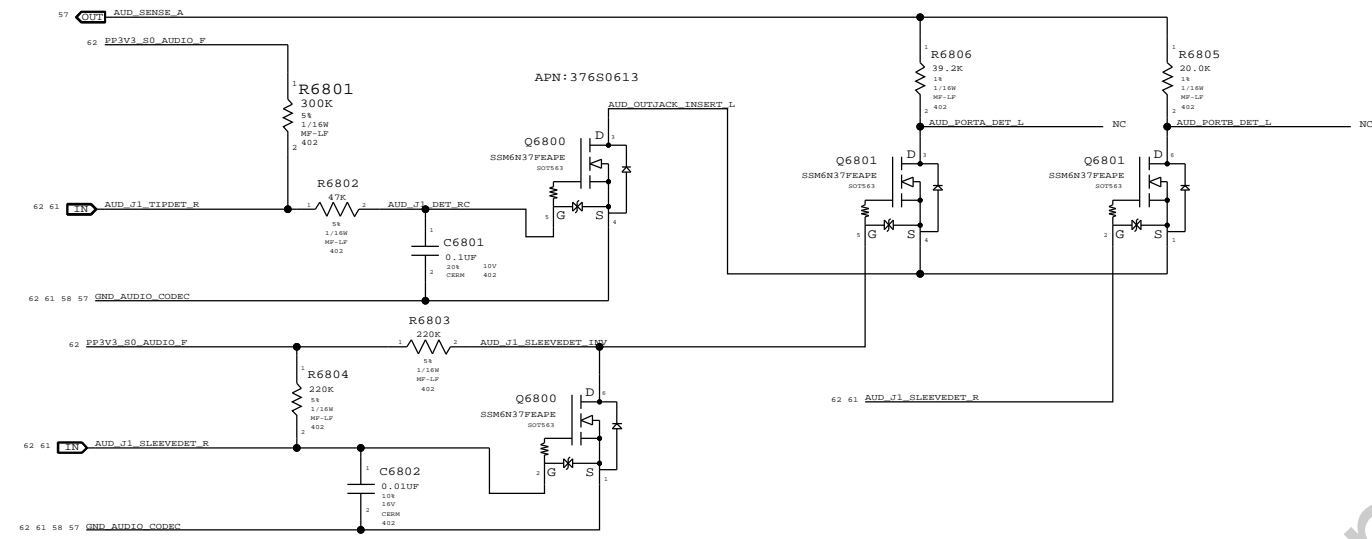 57 OUT AUD_SENSE_A
62 PP3V3_S0_AUDIO_F
1
R6801
300K
5%
1/16W
MF-LF
402
2
APN:376S0613
AUD_OUTJACK_INSERT_L
Q6800
SSM6N37FEAPE
SOT563
D 3
5 G S 4
62 61 IN AUD_J1_TIPDET_R
R6802
47K
1 2
5%
1/16W
MF-LF
402
AUD_J1_DET_RC
1
C6801
0.1UF
20% 10V
CERM 402
2
62 61 58 57 GND_AUDIO_CODEC
1
R6806
39.2K
1%
1/16W
MF-LF
402
2
AUD_PORTA_DET_L NC
Q6801
SSM6N37FEAPE
SOT563
D 3
5 G S 4
1
R6805
20.0K
1%
1/16W
MF-LF
402
2
AUD_PORTB_DET_L NC
Q6801
SSM6N37FEAPE
SOT563
D 6
2 G S 1
62 PP3V3_S0_AUDIO_F
R6803
220K
1 2
5%
1/16W
MF-LF
402
AUD_J1_SLEEVEDET_INV
1
R6804
220K
5%
1/16W
MF-LF
402
2
Q6800
SSM6N37FEAPE
SOT563
D 6
2 G S 1
62 61 AUD_J1_SLEEVEDET_R
62 61 IN AUD_J1_SLEEVEDET_R
1
C6802
0.01UF
10%
16V
CERM
402
2
62 61 58 57 GND_AUDIO_CODEC